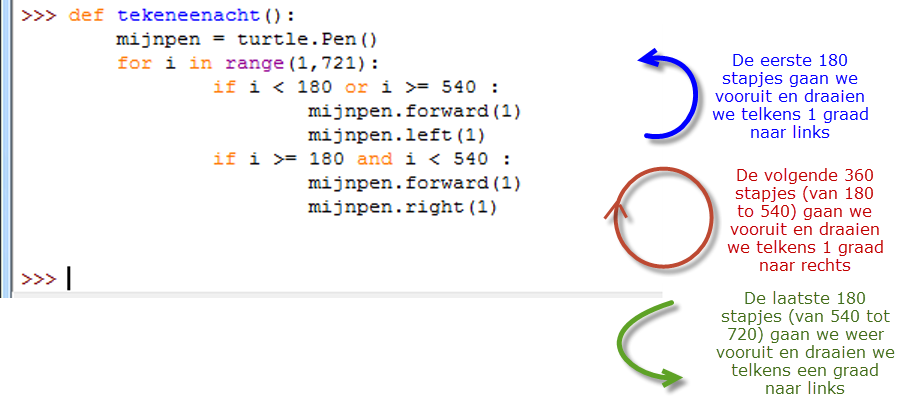 >>> def tekeneenacht():
        mijnpen = turtle.Pen()
        for i in range(1,721):
                if i < 180 or i >= 540 :
                        mijnpen.forward(1)
                        mijnpen.left(1)
                if i >= 180 and i < 540 :
                        mijnpen.forward(1)
                        mijnpen.right(1)
>>>
De eerste 180
stapjes gaan we
vooruit en draaien
we telkens 1 graad
naar links
De volgende 360
stapjes (van 180
to 540) gaan we
vooruit en draaien
we telkens 1 graad
naar rechts
De laatste 180
stapjes (van 540 tot
720) gaan we weer
vooruit en draaien we
telkens een graad
naar links